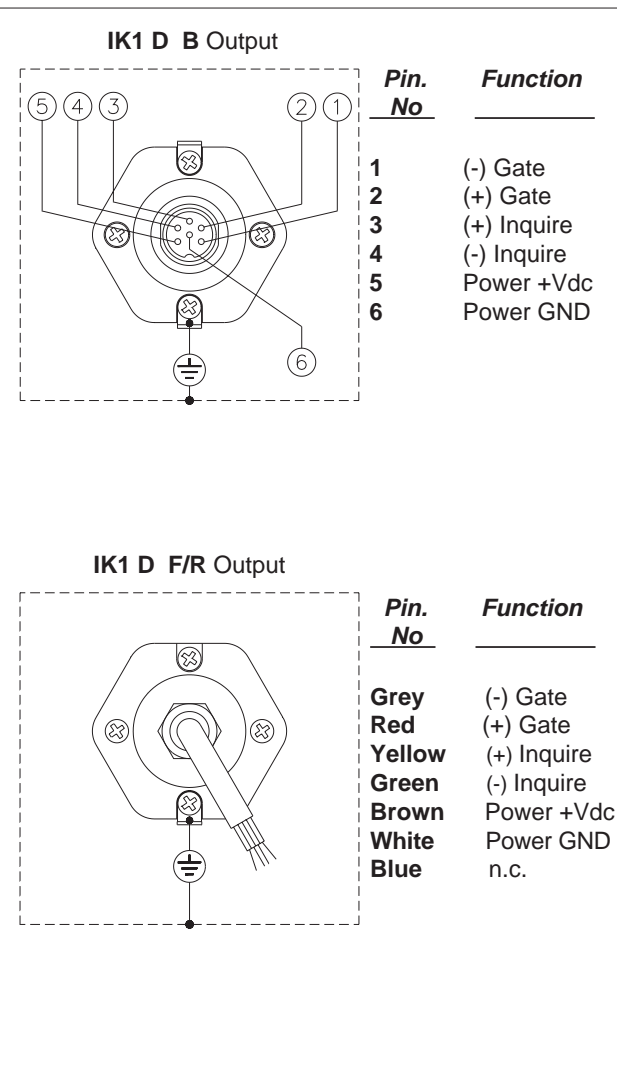 IK1 D B Output
Pin. Function
No
5 4 3 2 1
1 (-) Gate
2 (+) Gate
3 (+) Inquire
4 (-) Inquire
5 Power +Vdc
6 Power GND
6
IK1 D F/R Output
Pin. Function
No
Grey (-) Gate
Red (+) Gate
Yellow (+) Inquire
Green (-) Inquire
Brown Power +Vdc
White Power GND
Blue n.c.